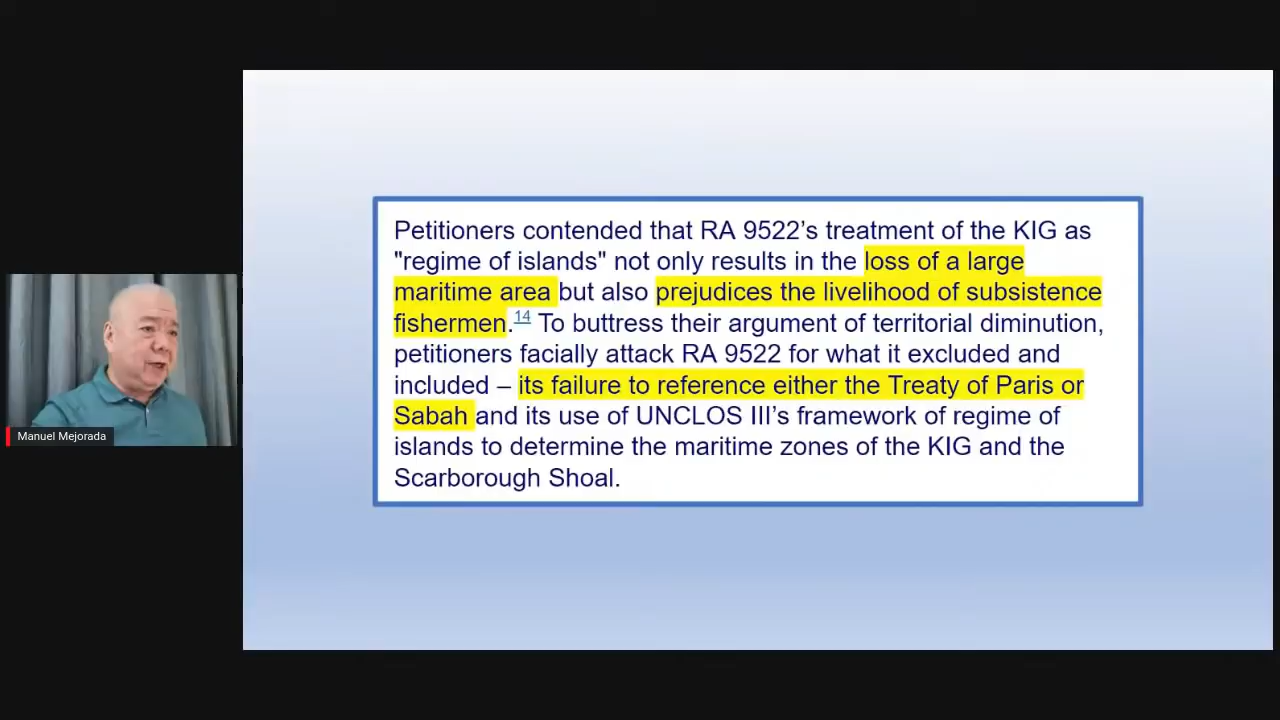 Petitioners contended that RA 9522’s treatment of the KIG as
"regime of islands" not only results in the loss of a large
maritime area but also prejudices the livelihood of subsistence
fishermen.14 To buttress their argument of territorial diminution,
petitioners facially attack RA 9522 for what it excluded and
included – its failure to reference either the Treaty of Paris or
Sabah and its use of UNCLOS III’s framework of regime of
islands to determine the maritime zones of the KIG and the
Scarborough Shoal.
Manuel Mejorada